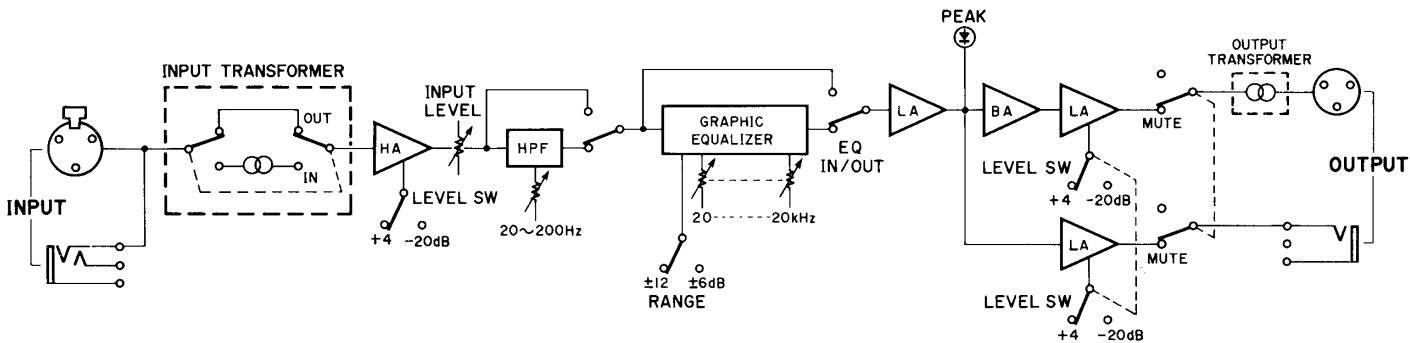 PEAK
INPUT TRANSFORMER
OUTPUT
TRANSFORMER
OUT
IN
INPUT
LEVEL
HA
HPF
GRAPHIC
EQUALIZER
LA
BA
LA
MUTE
EQ
IN/OUT
INPUT
LEVEL SW
+4 -20dB
20~200Hz
20--------20kHz
LEVEL SW
+4 -20dB
OUTPUT
±12 ±6dB
RANGE
LA
MUTE
LEVEL SW
+4 -20dB